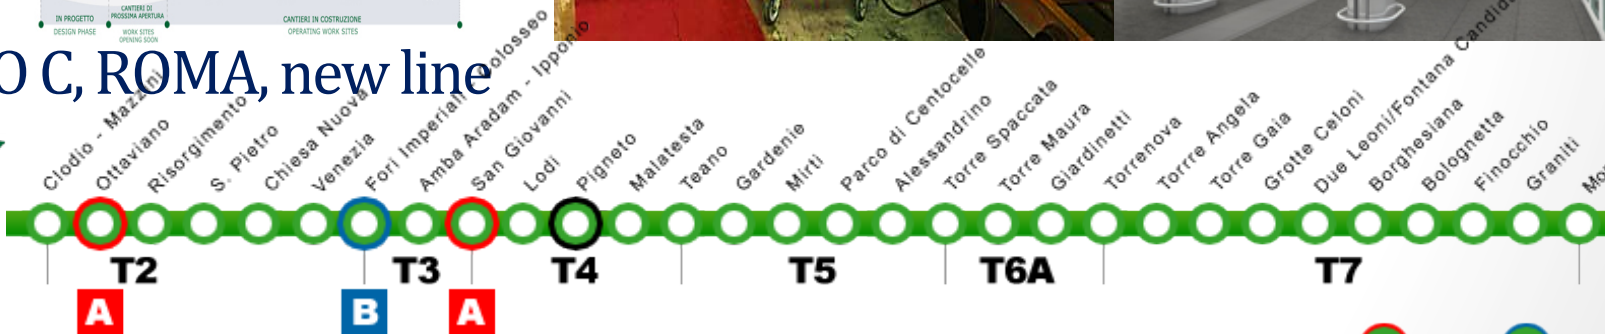 IN PROGETTO
DESIGN PHASE
CANTIERI DI
PROSSIMA APERTURA
WORK SITES
OPENING SOON
CANTIERI IN COSTRUZIONE
OPERATING WORK SITES
O C, ROMA, new line
Clodio - Mazzini
Ottaviano
Risorgimento
S. Pietro
Chiesa Nuova
Venezia
Fori Imperiali - Colosseo
Amba Aradam - Ipponio
San Giovanni
Lodi
Pigneto
Malatesta
Teano
Gardenie
Mirti
Parco di Centocelle
Alessandrino
Torre Spaccata
Torre Maura
Giardinetti
Torrenova
Torrre Angela
Torre Gaia
Grotte Celoni
Due Leoni/Fontana Candid
Borghesiana
Bolognetta
Finocchio
Graniti
T2 T3 T4 T5 T6A T7
A B A